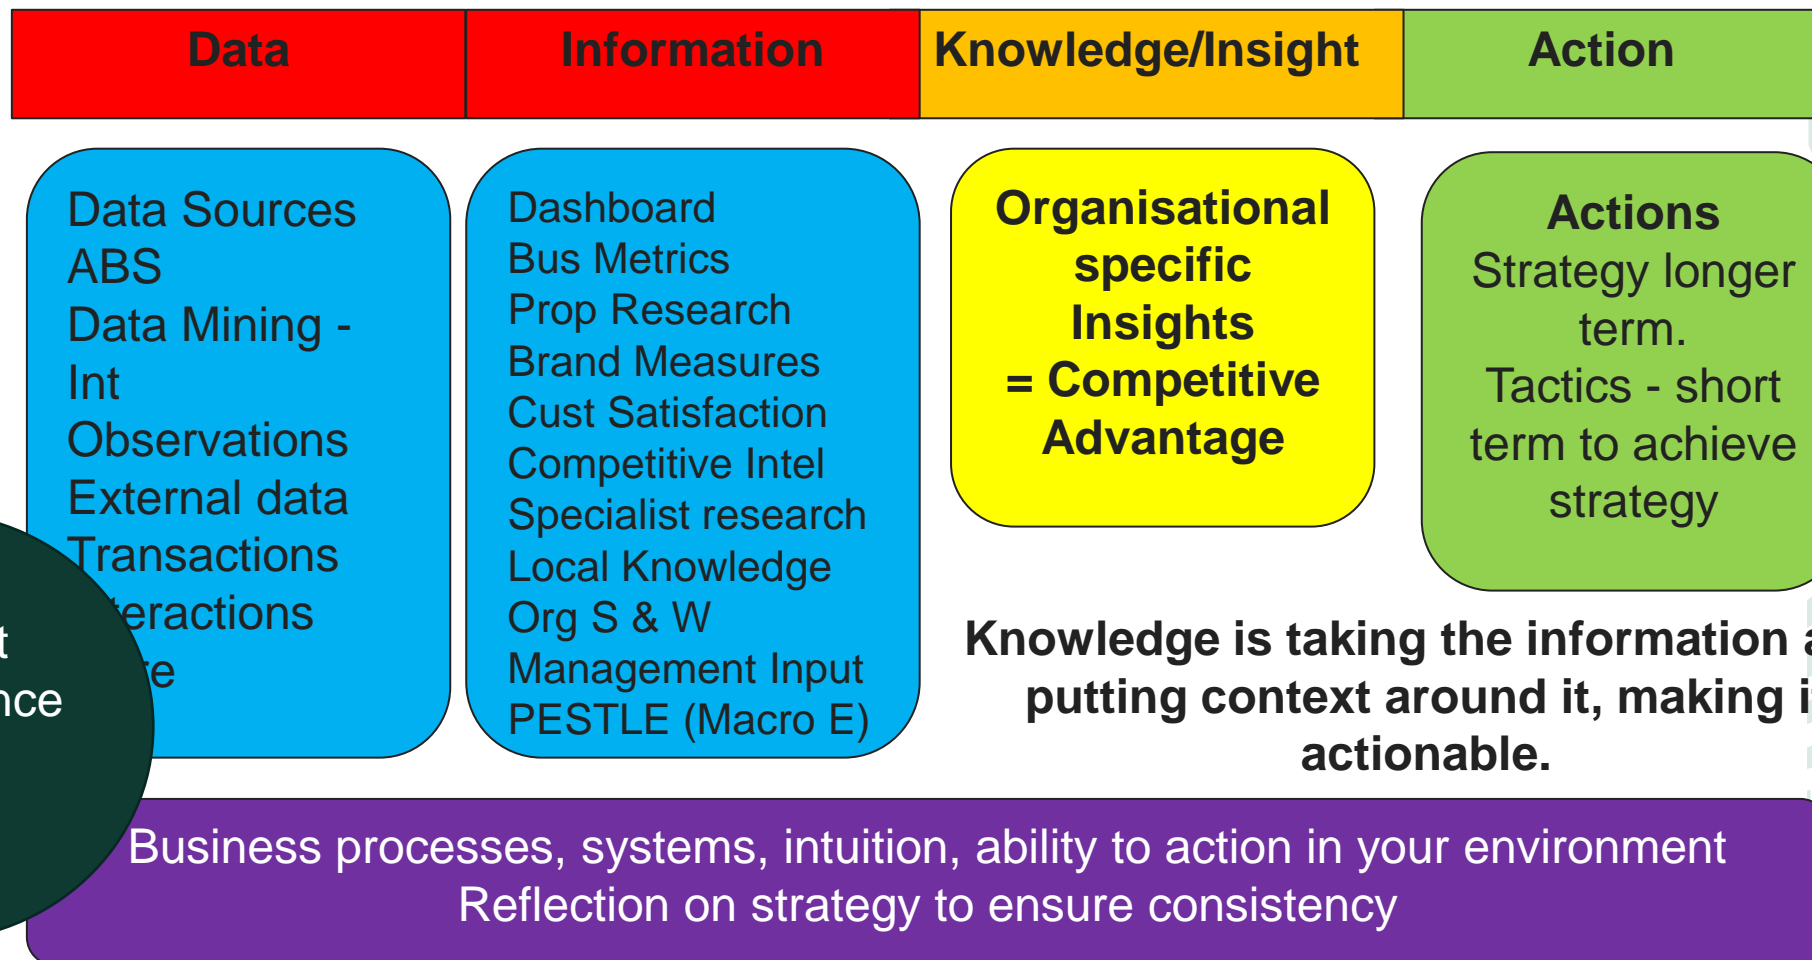 Data
Information
Knowledge/Insight
Action
Data Sources
ABS
Data Mining -
Int
Observations
External data
Transactions
Dashboard
Bus Metrics
Prop Research
Brand Measures
Cust Satisfaction
Competitive Intel
Specialist research
Local Knowledge
Org S & W
Management Input
PESTLE (Macro E)
Organisational
specific
Insights
= Competitive
Advantage
Actions
Strategy longer
term.
Tactics - short
term to achieve
strategy
Knowledge is taking the information
putting context around it, making
actionable.
Business processes, systems, intuition, ability to action in your environment
Reflection on strategy to ensure consistency